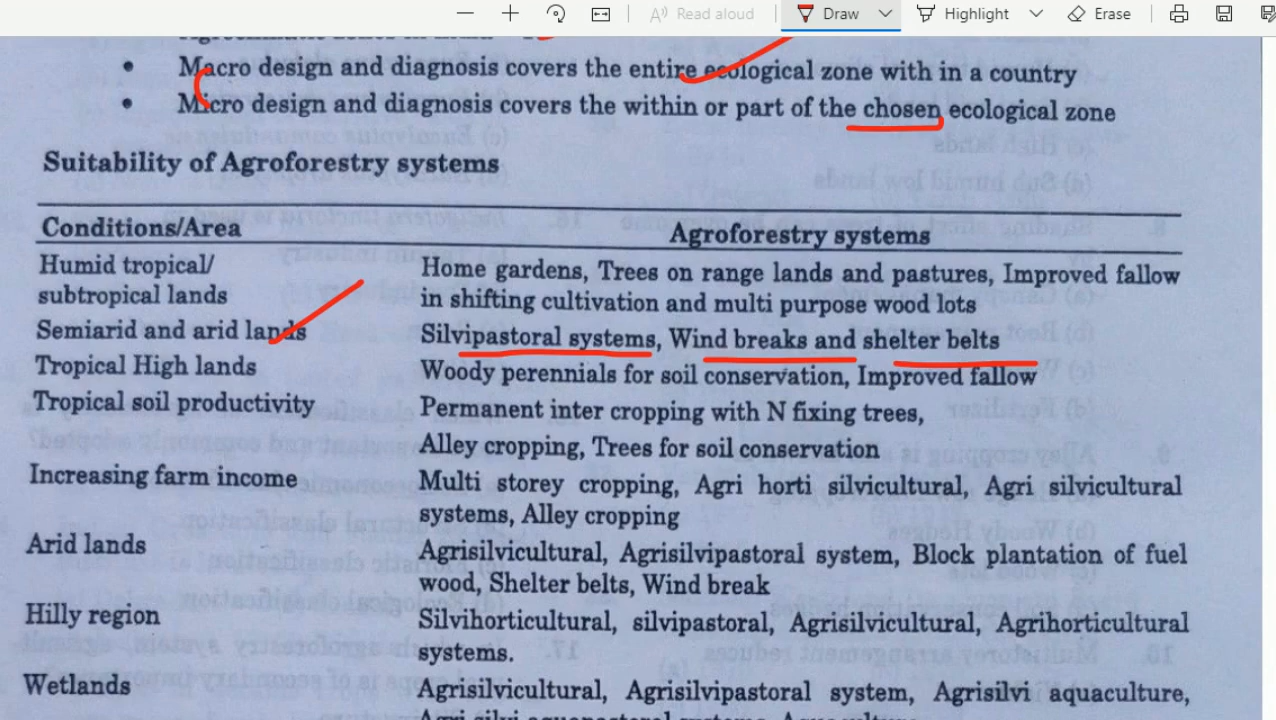 Read aloud
Draw
Highlight
Erase
• Macro design and diagnosis covers the entire ecological zone with in a country
• Micro design and diagnosis covers the within or part of the chosen ecological zone
Suitability of Agroforestry systems
Conditions/Area Agroforestry systems
Humid tropical/ Home gardens, Trees on range lands and pastures, Improved fallow
subtropical lands in shifting cultivation and multi purpose wood lots
Semiarid and arid lands Silvipastoral systems, Wind breaks and shelter belts
Tropical High lands Woody perennials for soil conservation, Improved fallow
Tropical soil productivity Permanent inter cropping with N fixing trees,
Alley cropping, Trees for soil conservation
Increasing farm income Multi storey cropping, Agri horti silvicultural, Agri silvicultural
systems, Alley cropping
Arid lands Agrisilvicultural, Agrisilvipastoral system, Block plantation of fuel
wood, Shelter belts, Wind break
Hilly region Silvihorticultural, silvipastoral, Agrisilvicultural, Agrihorticultural
systems.
Wetlands Agrisilvicultural, Agrisilvipastoral system, Agrisilvi aquaculture,